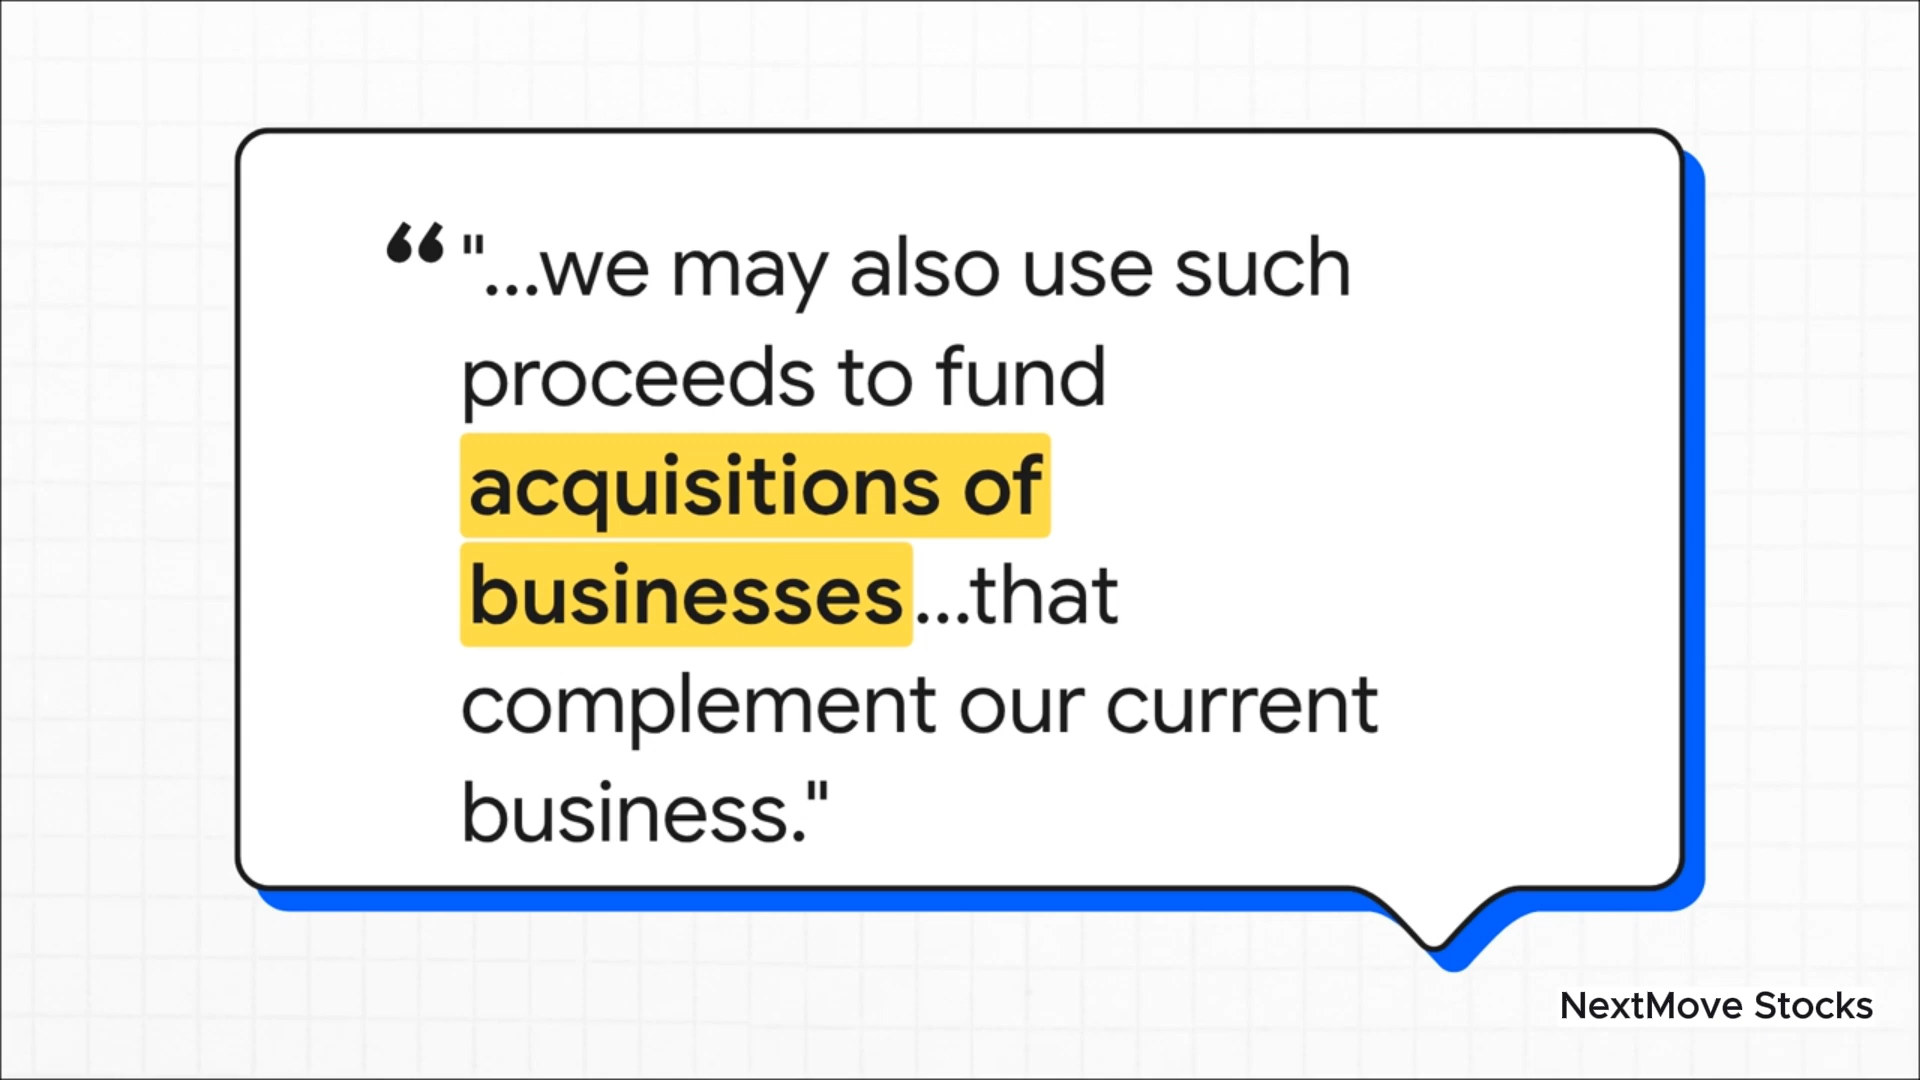 “ "...we may also use such
proceeds to fund
acquisitions of
businesses...that
complement our current
business."
NextMove Stocks